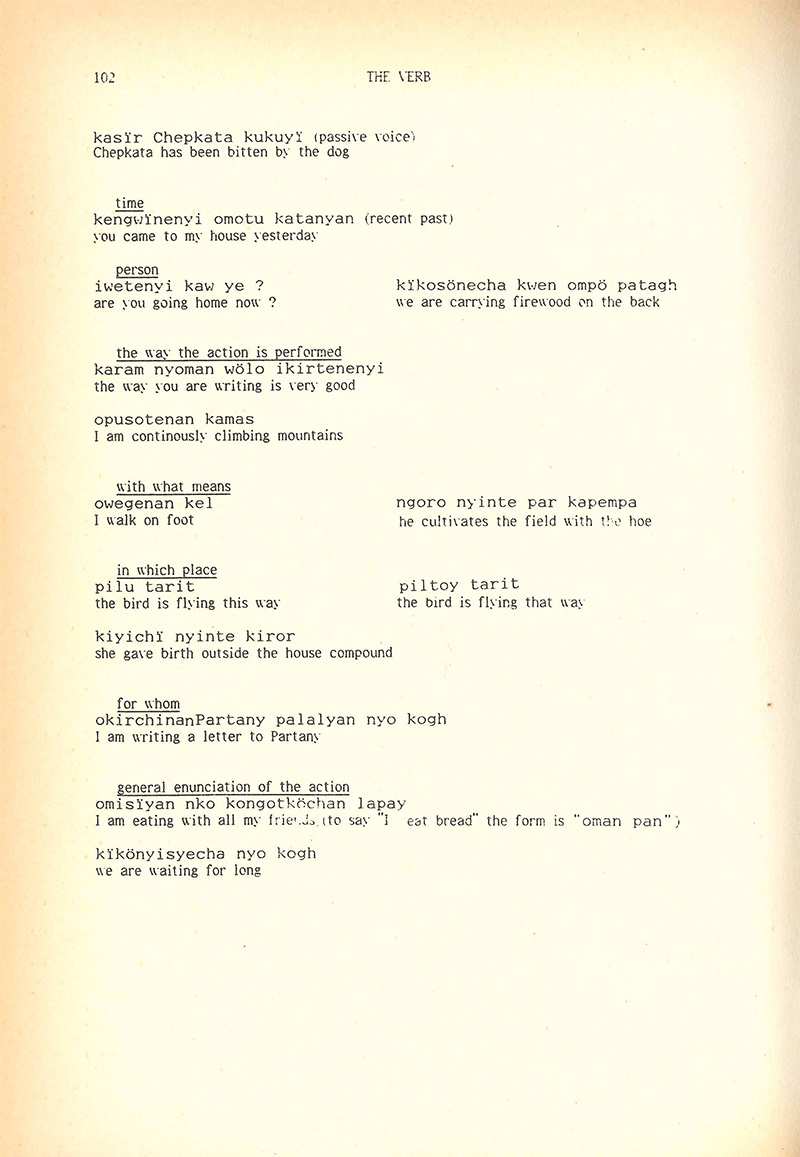 102 THE VERB
kasïr Chepkata kukuyï (passive voice)
Chepkata has been bitten by the dog
time
kengwïnenyi omotu katanyan (recent past)
you came to my house yesterday
person
iwetenyi kaw ye ? kïkosönecha kwen ompö patagh
are you going home now ? we are carrying firewood on the back
the way the action is performed
karam nyoman wölo ikirtenenyi
the way you are writing is very good
opusotenan kamas
I am continously climbing mountains
with what means
owegenan kel ngoro nyinte par kapempa
I walk on foot he cultivates the field with the hoe
in which place
pilu tarit piltoy tarit
the bird is flying this way the bird is flying that way
kiyichï nyinte kiror
she gave birth outside the house compound
for whom
okirchinanPartany palalyan nyo kogh
I am writing a letter to Partany
general enunciation of the action
omisïyan nko kongotköchan lapay
I am eating with all my friends (to say "I eat bread" the form is "oman pan")
kïkönyisyecha nyo kogh
we are waiting for long